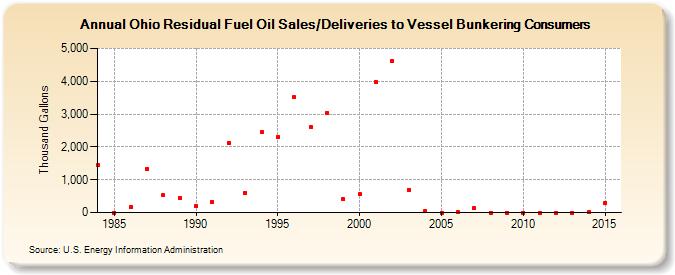 Annual Ohio Residual Fuel Oil Sales/Deliveries to Vessel Bunkering Consumers
Thousand Gallons
5,000
4,000
3,000
2,000
1,000
0
1985 1990 1995 2000 2005 2010 2015
Source: U.S. Energy Information Administration